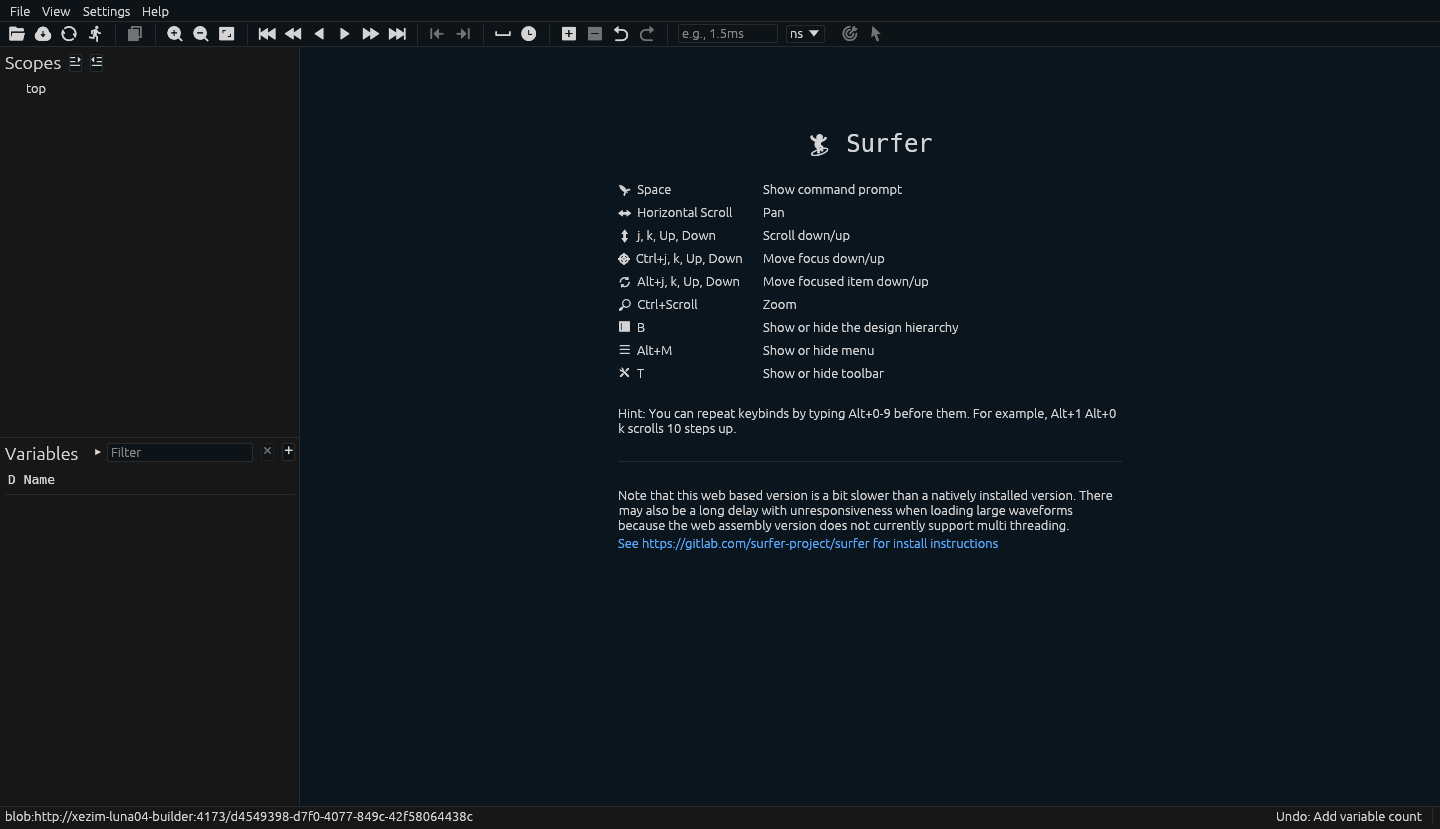 File View Settings Help
e.g., 1.5ms ns
Scopes
top
Surfer
Space Show command prompt
Horizontal Scroll Pan
j, k, Up, Down Scroll down/up
Ctrl+j, k, Up, Down Move focus down/up
Alt+j, k, Up, Down Move focused item down/up
Ctrl+Scroll Zoom
B Show or hide the design hierarchy
Alt+M Show or hide menu
T Show or hide toolbar
Hint: You can repeat keybinds by typing Alt+0-9 before them. For example, Alt+1 Alt+0
k scrolls 10 steps up.
Variables Filter
D Name
Note that this web based version is a bit slower than a natively installed version. There
may also be a long delay with unresponsiveness when loading large waveforms
because the web assembly version does not currently support multi threading.
See https://gitlab.com/surfer-project/surfer for install instructions
blob:http://xezim-luna04-builder:4173/d4549398-d7f0-4077-849c-42f58064438c Undo: Add variable count